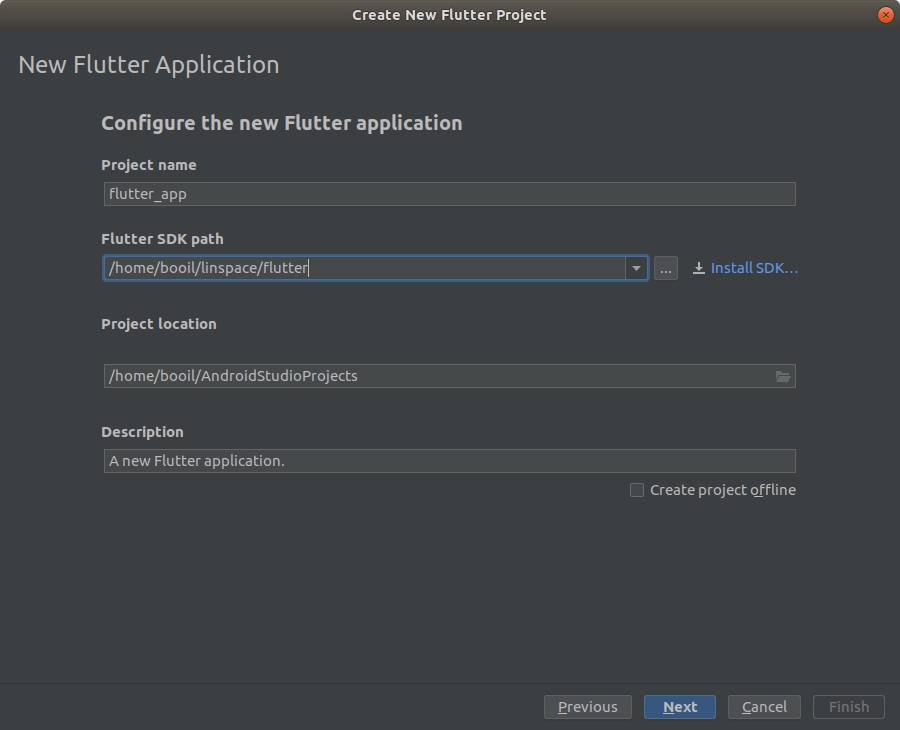 Create New Flutter Project
New Flutter Application
Configure the new Flutter application
Project name
flutter_app
Flutter SDK path
/home/booil/linspace/flutter
... Install SDK...
Project location
/home/booil/AndroidStudioProjects
Description
A new Flutter application.
Create project offline
Previous Next Cancel Finish